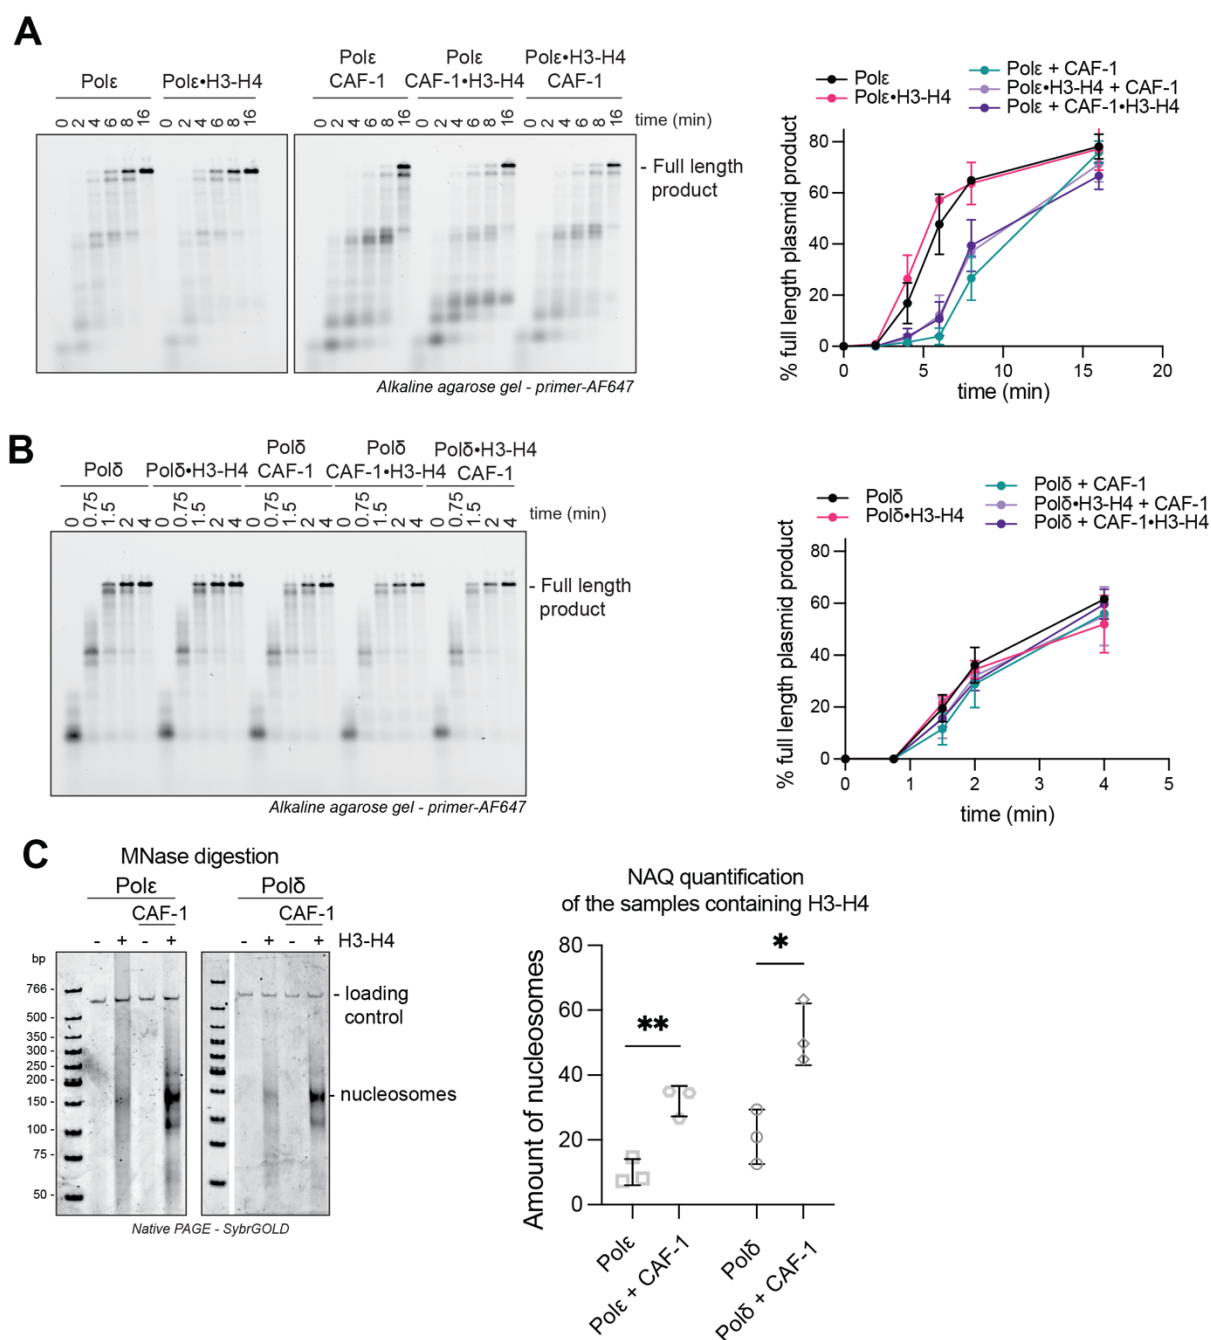 A
Polε
Polε•H3-H4
Polε
CAF-1
Polε
CAF-1•H3-H4
Polε•H3-H4
CAF-1
0 2 4 6 8 16 0 2 4 6 8 16 0 2 4 6 8 16 0 2 4 6 8 16 0 2 4 6 8 16 time (min)
- Full length
product
Alkaline agarose gel - primer-AF647
Polε
Polε•H3-H4
Polε + CAF-1
Polε•H3-H4 + CAF-1
Polε + CAF-1•H3-H4
% full length plasmid product
80
60
40
20
0
0 5 10 15 20
time (min)
B
Polδ
Polδ•H3-H4
Polδ
CAF-1
Polδ
CAF-1•H3-H4
Polδ•H3-H4
CAF-1
0 0.75 1.5 2 4 0 0.75 1.5 2 4 0 0.75 1.5 2 4 0 0.75 1.5 2 4 0 0.75 1.5 2 4 time (min)
- Full length
product
Alkaline agarose gel - primer-AF647
Polδ
Polδ•H3-H4
Polδ + CAF-1
Polδ•H3-H4 + CAF-1
Polδ + CAF-1•H3-H4
% full length plasmid product
80
60
40
20
0
0 1 2 3 4 5
time (min)
C
MNase digestion
Polε Polδ
CAF-1 CAF-1
- + - + - + - + H3-H4
bp
766 -
500 -
350 -
300 -
250 -
200 -
150 -
100 -
75 -
50 -
- loading
control
- nucleosomes
Native PAGE - SybrGOLD
NAQ quantification
of the samples containing H3-H4
Amount of nucleosomes
80
60
40
20
0
**
*
Polε
Polε + CAF-1
Polδ
Polδ + CAF-1